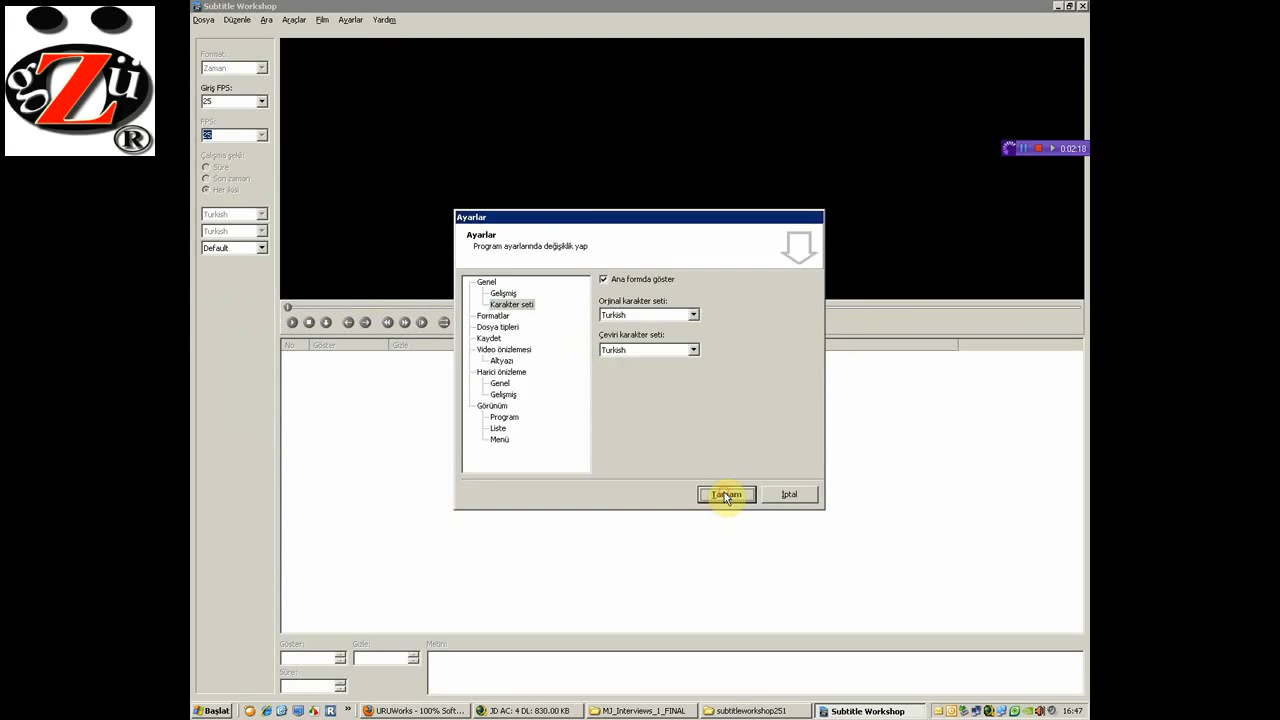 Subtitle Workshop
Dosya Düzenle Ara Araçlar Film Ayarlar Yardım
gZü
®
Format:
Zaman
Giriş FPS:
25
FPS:
25
Çalışma şekli:
Süre
Son zaman
Her ikisi
Turkish
Turkish
Default
0:02:18
Ayarlar
Ayarlar
Program ayarlarında değişiklik yap
Genel
Gelişmiş
Karakter seti
Formatlar
Dosya tipleri
Kaydet
Video önizlemesi
Altyazı
Harici önizleme
Genel
Gelişmiş
Görünüm
Program
Liste
Menü
Ana formda göster
Orjinal karakter seti:
Turkish
Çeviri karakter seti:
Turkish
Tamam
İptal
No Göster Gizle
Göster: Gizle: Metin:
Süre:
Başlat
URUWorks - 100% Soft...
JD AC: 4 DL: 830.00 KB
MJ_Interviews_1_FINAL
subtitleworkshop251
Subtitle Workshop
16:47